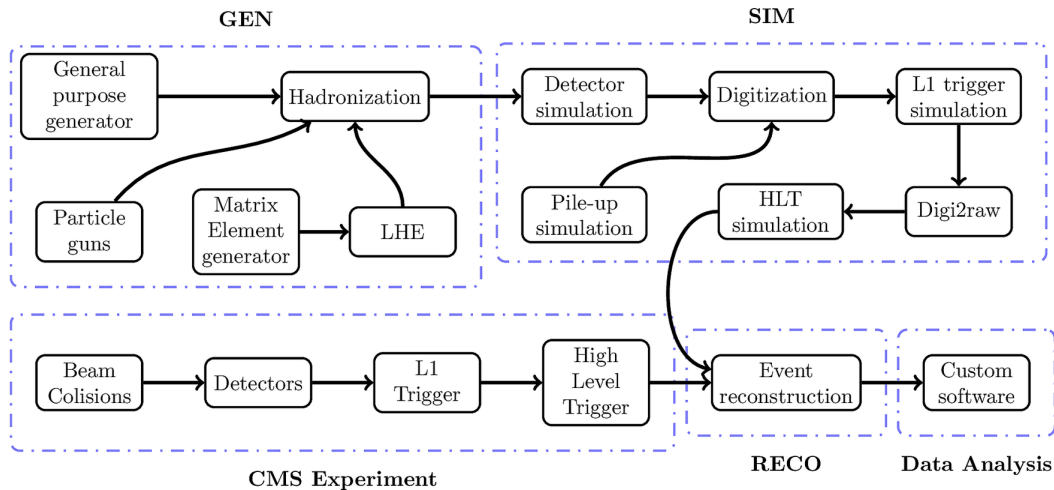 GEN
SIM
General
purpose
generator
Hadronization
Detector
simulation
Digitization
L1 trigger
simulation
Particle
guns
Matrix
Element
generator
LHE
Pile-up
simulation
HLT
simulation
Digi2raw
Beam
Colisions
Detectors
L1
Trigger
High
Level
Trigger
Event
reconstruction
Custom
software
CMS Experiment
RECO
Data Analysis